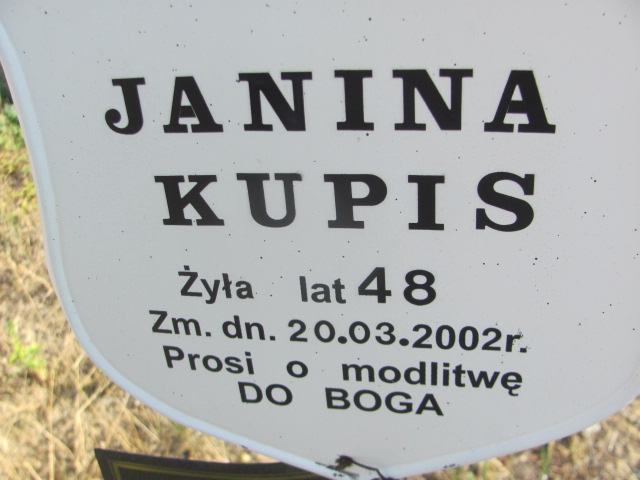 JANINA
KUPIS
Żyła lat 48
Zm. dn. 20.03.2002r.
Prosi o modlitwę
DO BOGA